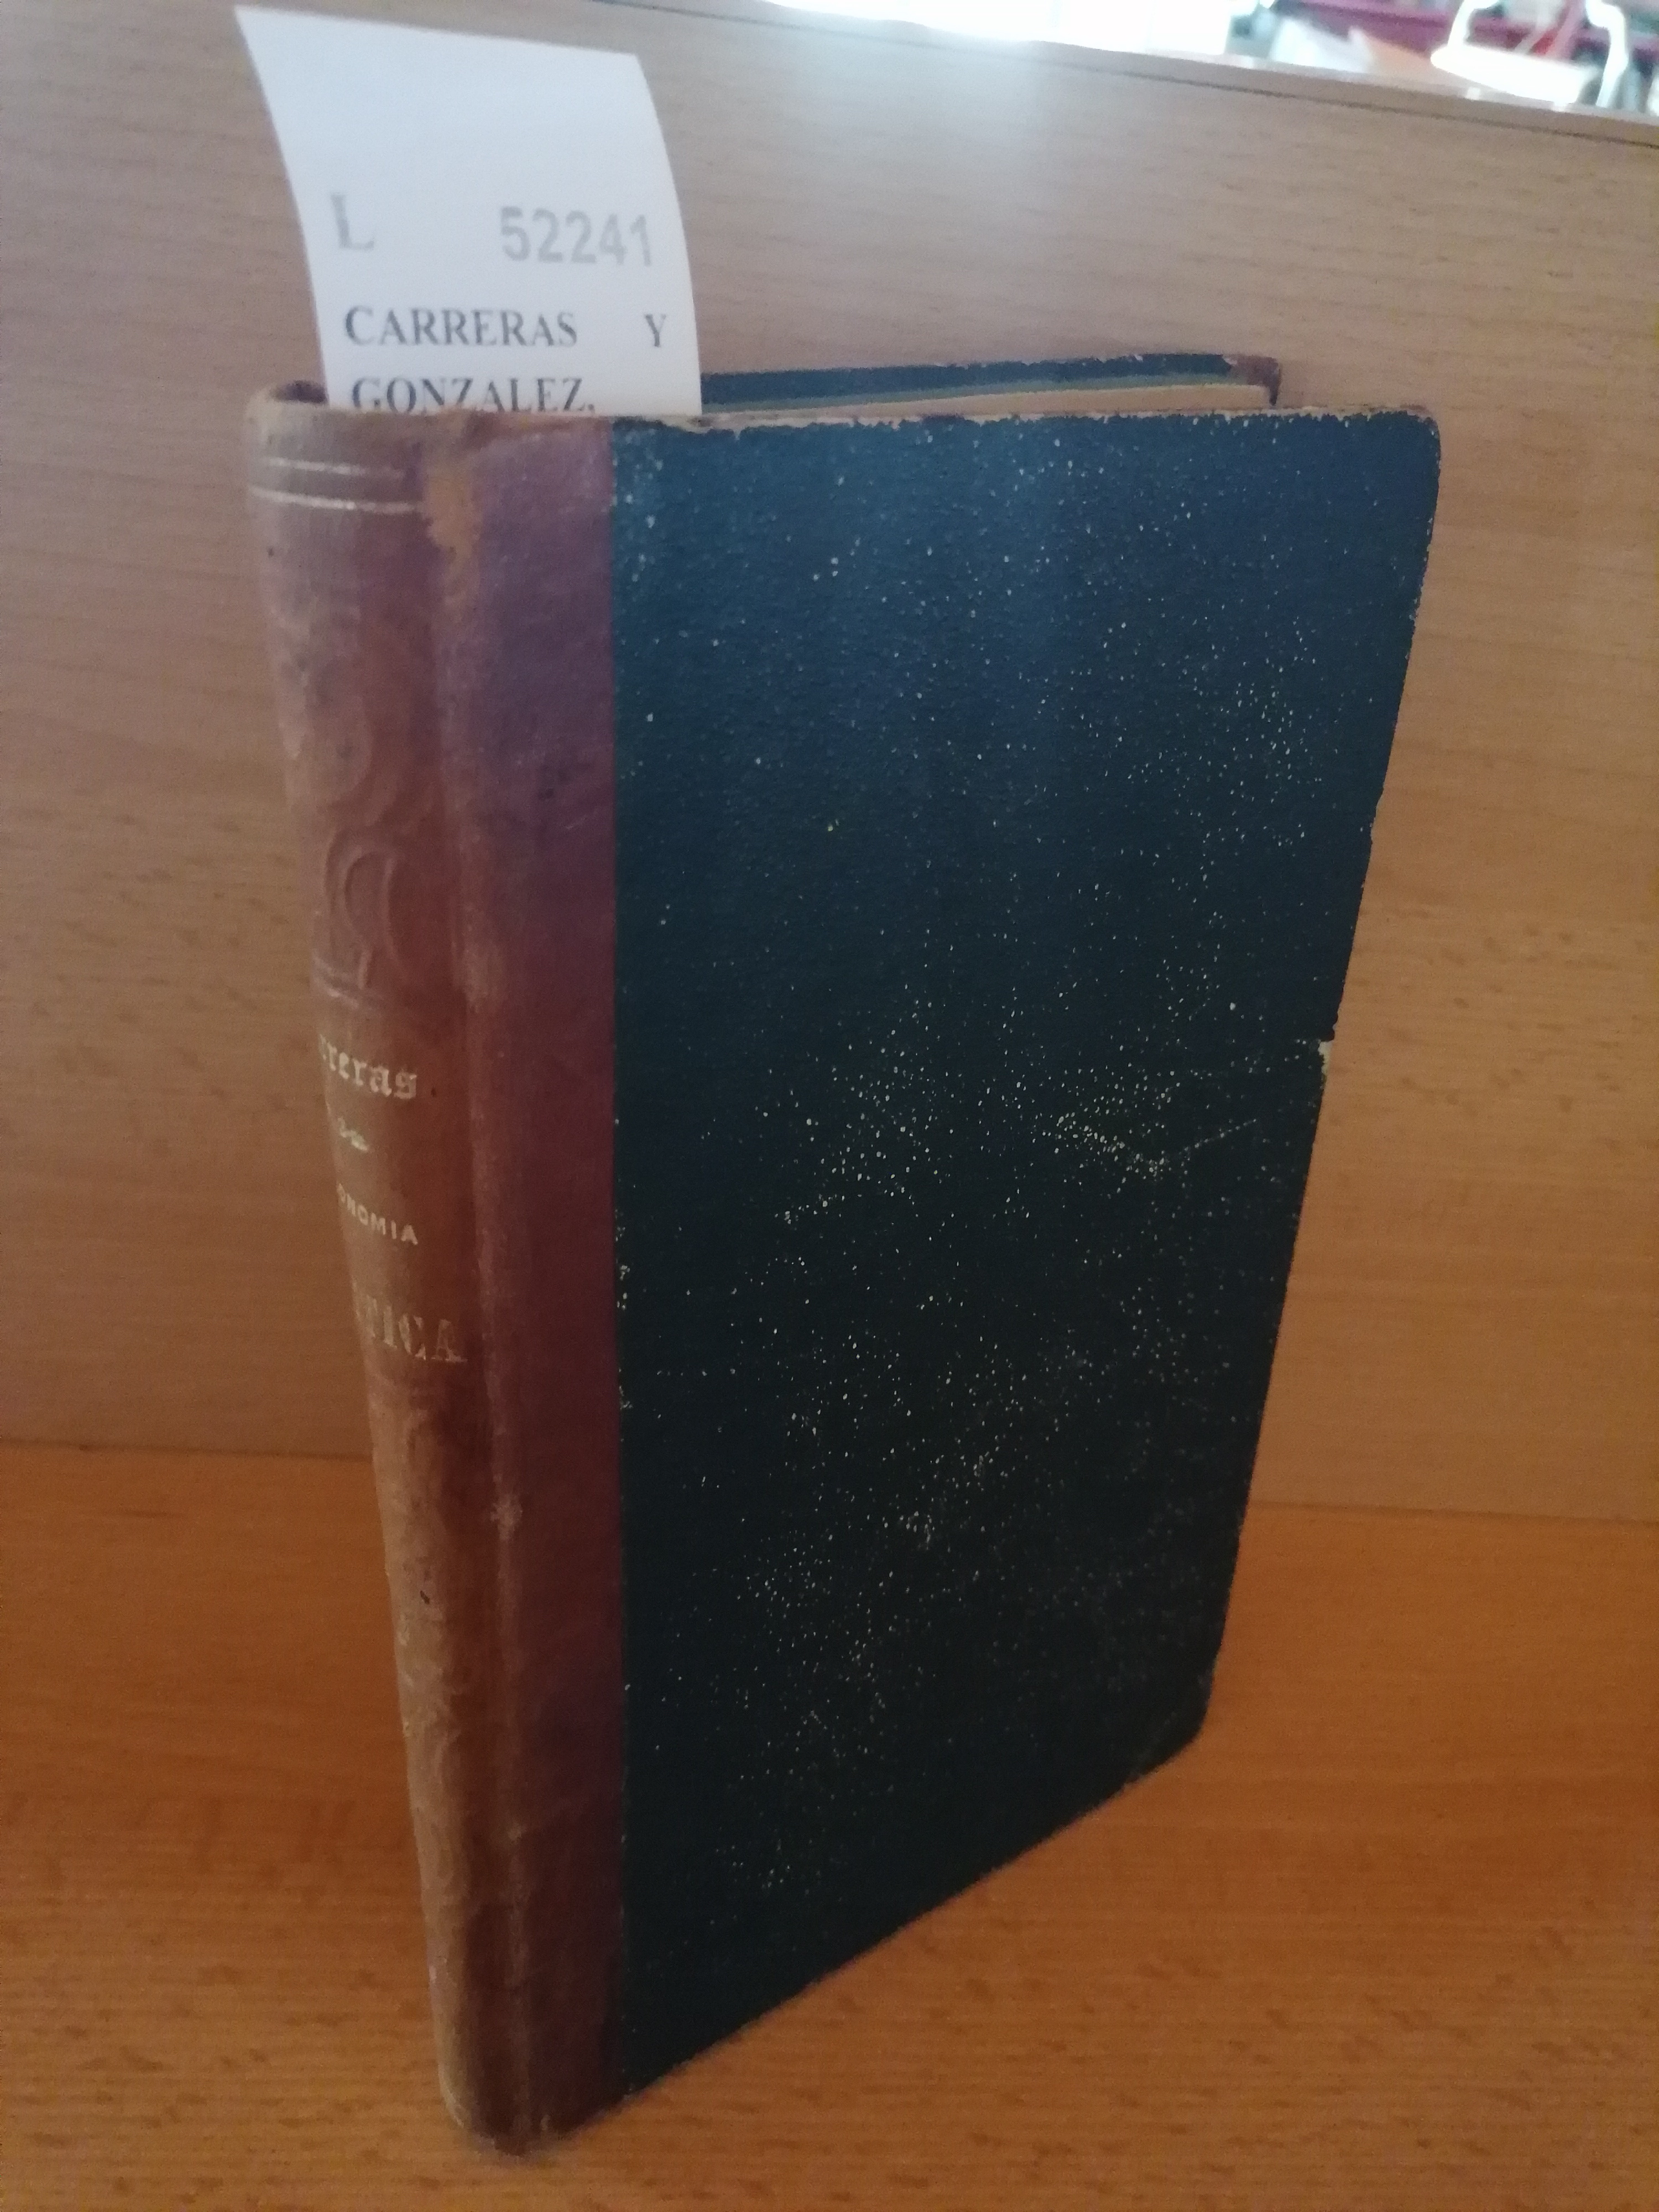 L 52241
CARRERAS Y
GONZALEZ,
rreras
ONOMIA
TICA